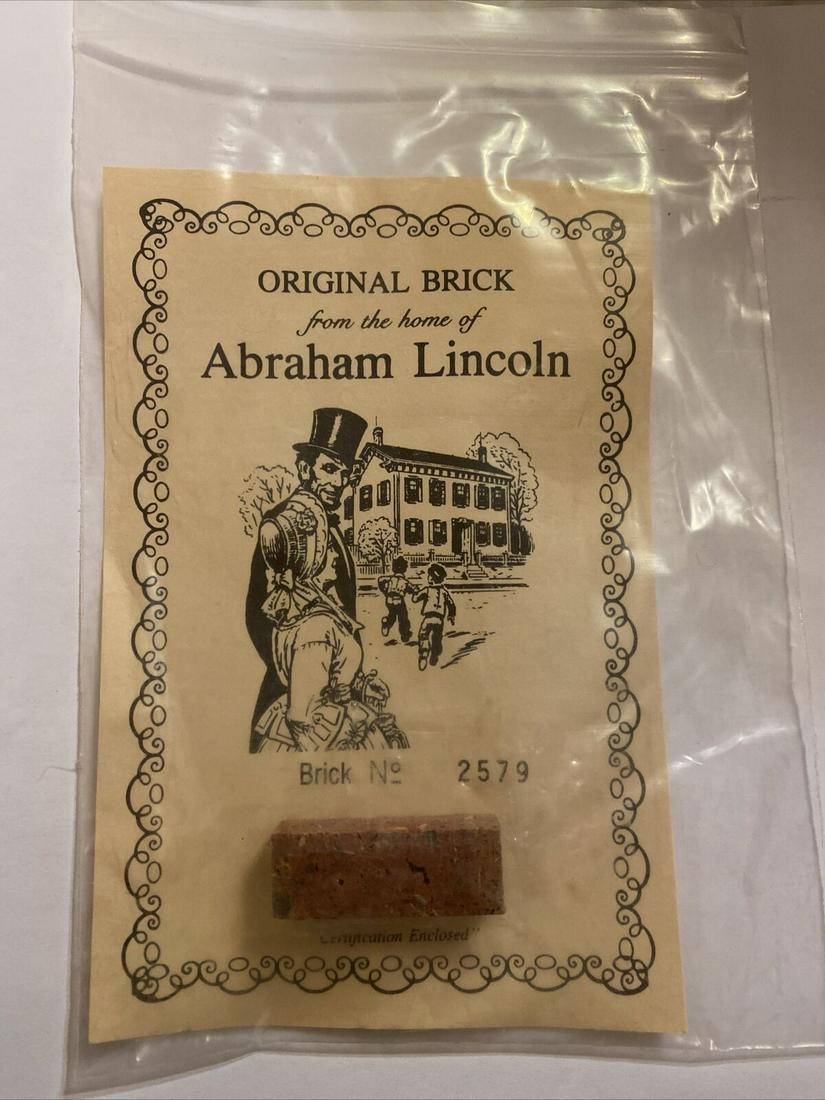 ORIGINAL BRICK
from the home of
Abraham Lincoln
Brick Nº 2579
Certification Enclosed"